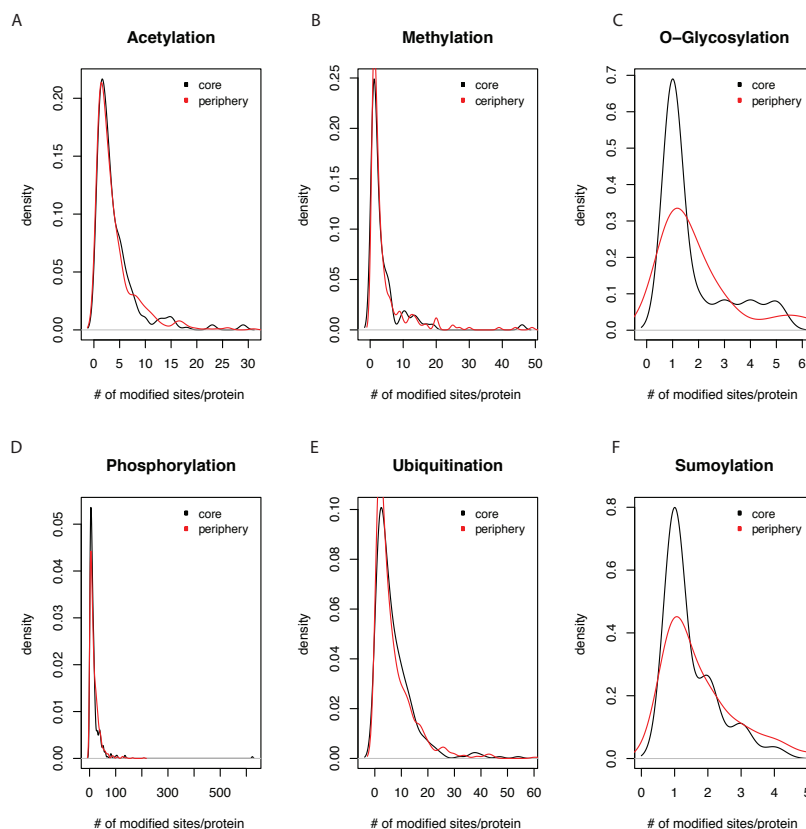 A
Acetylation
core
periphery
density
0.00 0.05 0.10 0.15 0.20
0 5 10 15 20 25 30
# of modified sites/protein
B
Methylation
core
ceriphery
density
0.00 0.05 0.10 0.15 0.20 0.25
0 10 20 30 40 50
# of modified sites/protein
C
O−Glycosylation
core
periphery
density
0.0 0.1 0.2 0.3 0.4 0.5 0.6 0.7
0 1 2 3 4 5 6
# of modified sites/protein
D
Phosphorylation
core
periphery
density
0.00 0.01 0.02 0.03 0.04 0.05
0 100 300 500
# of modified sites/protein
E
Ubiquitination
core
periphery
density
0.00 0.02 0.04 0.06 0.08 0.10
0 10 20 30 40 50 60
# of modified sites/protein
F
Sumoylation
core
periphery
density
0.0 0.2 0.4 0.6 0.8
0 1 2 3 4 5
# of modified sites/protein